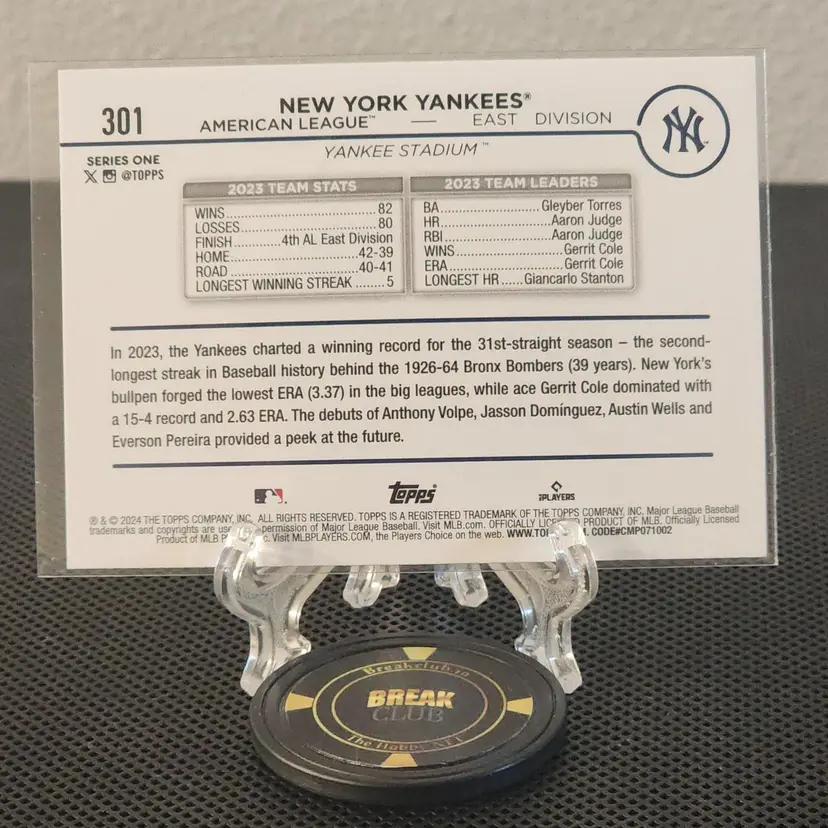 301
NEW YORK YANKEES®
AMERICAN LEAGUE™ — EAST DIVISION
NY
YANKEE STADIUM™
SERIES ONE
X @TOPPS
2023 TEAM STATS
WINS..........82
LOSSES..........80
FINISH..........4th AL East Division
HOME..........42-39
ROAD..........40-41
LONGEST WINNING STREAK.......5
2023 TEAM LEADERS
BA..........Gleyber Torres
HR..........Aaron Judge
RBI..........Aaron Judge
WINS..........Gerrit Cole
ERA..........Gerrit Cole
LONGEST HR......Giancarlo Stanton
In 2023, the Yankees charted a winning record for the 31st-straight season – the second-
longest streak in Baseball history behind the 1926-64 Bronx Bombers (39 years). New York's
bullpen forged the lowest ERA (3.37) in the big leagues, while ace Gerrit Cole dominated with
a 15-4 record and 2.63 ERA. The debuts of Anthony Volpe, Jasson Domínguez, Austin Wells and
Everson Pereira provided a peek at the future.
topps
PLAYERS
® & © 2024 THE TOPPS COMPANY, INC. ALL RIGHTS RESERVED. TOPPS IS A REGISTERED TRADEMARK OF THE TOPPS COMPANY, INC. Major League Baseball
trademarks and copyrights are permission of Major League Baseball. Visit MLB.com. OFFICIALLY PRODUCT OF MLB. Officially Licensed
Product of MLB Visit MLBPLAYERS.COM, the Players Choice on the web. CODE#CMP071002
Breakclub.io
BREAK
CLUB
The Hobby